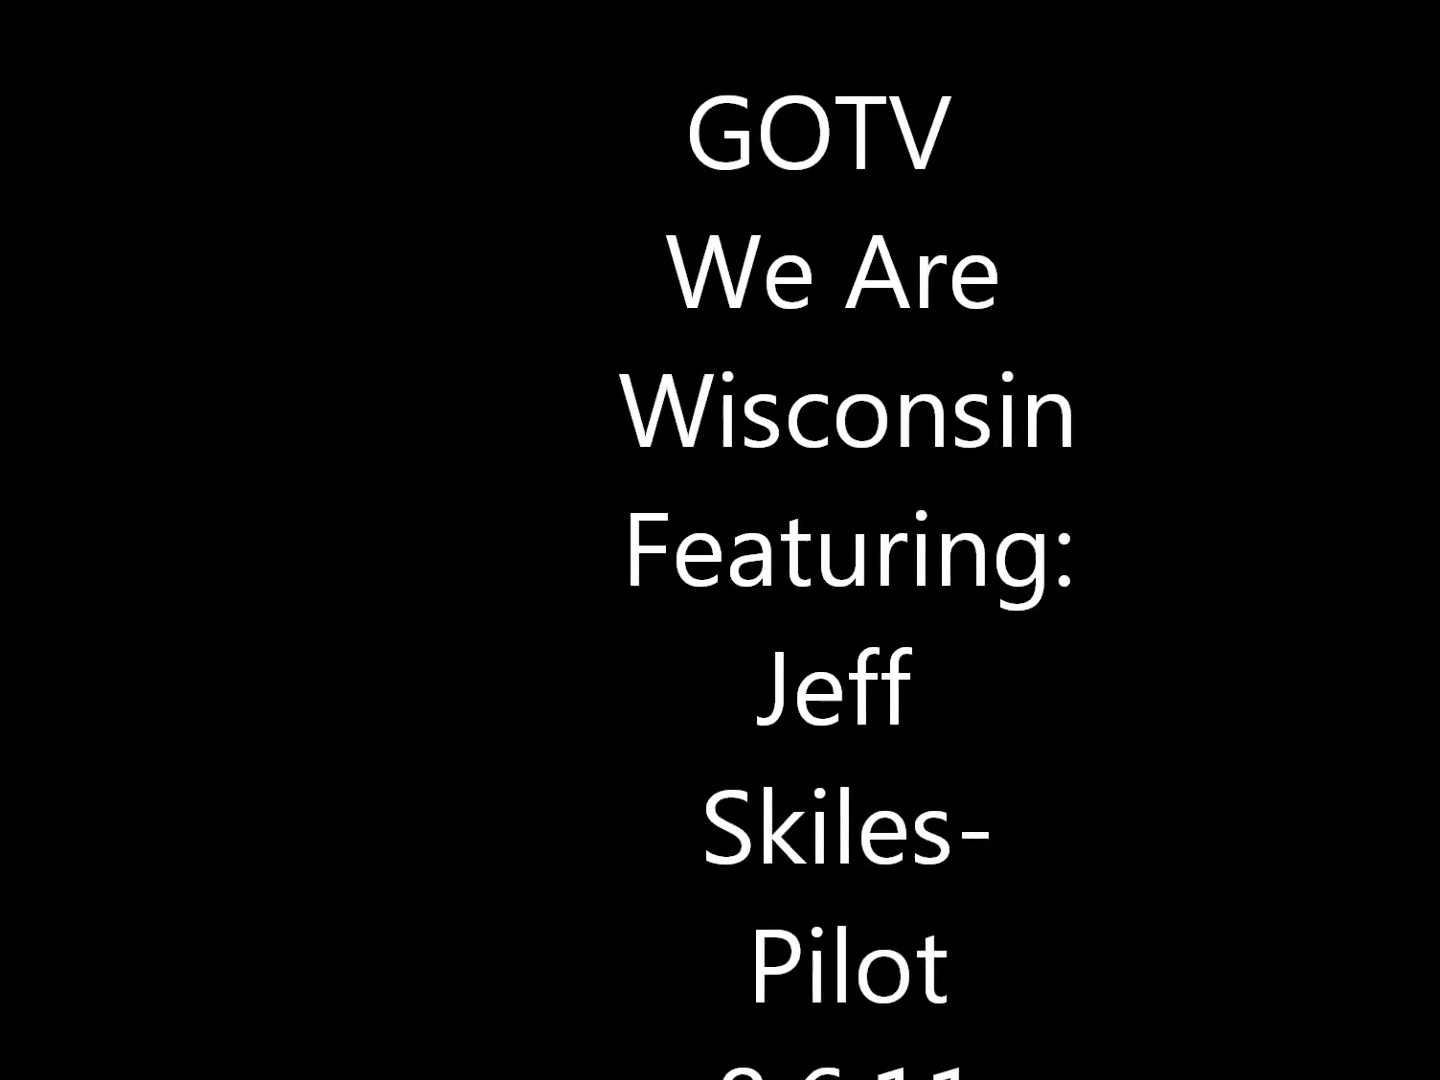 GOTV
We Are
Wisconsin
Featuring:
Jeff
Skiles-
Pilot